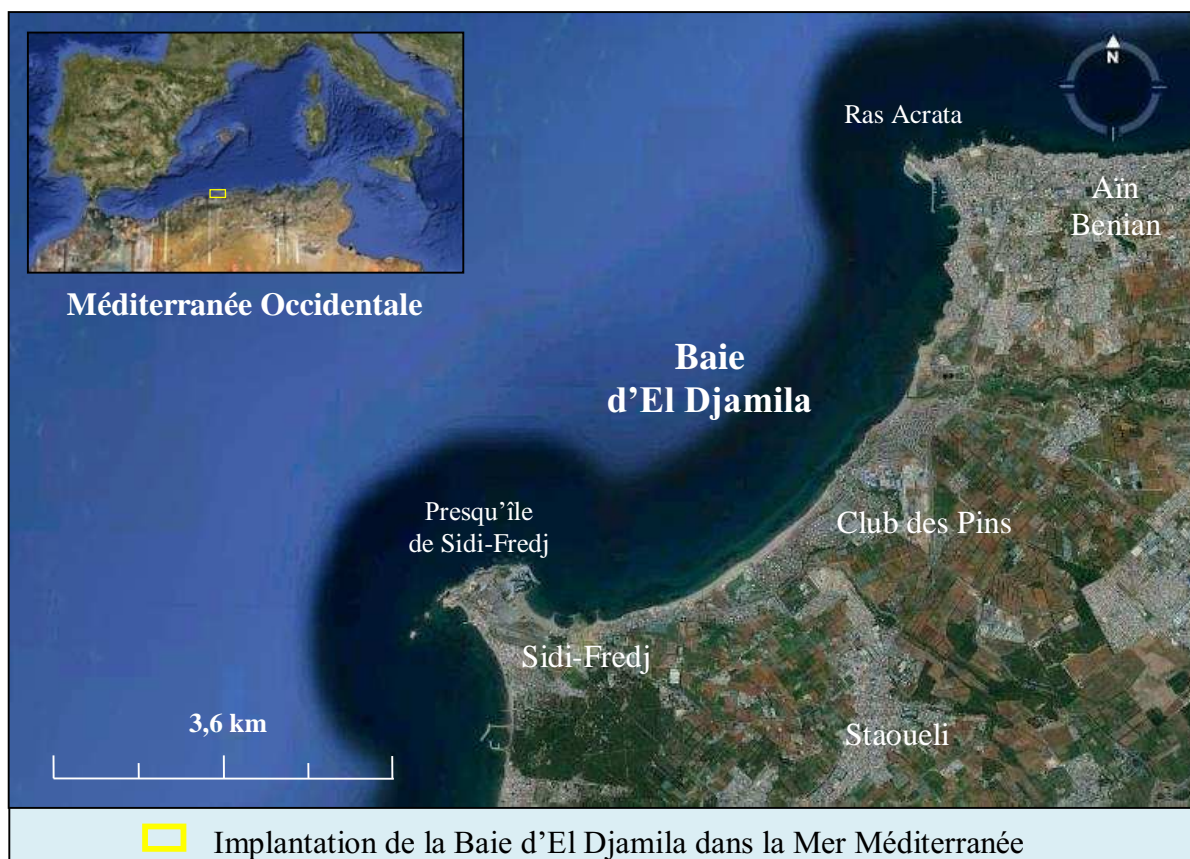 N
Ras Acrata
Aïn
Benian
Méditerranée Occidentale
Baie
d’El Djamila
Presqu’île
de Sidi-Fredj
Club des Pins
Sidi-Fredj
3,6 km
Staoueli
Implantation de la Baie d’El Djamila dans la Mer Méditerranée